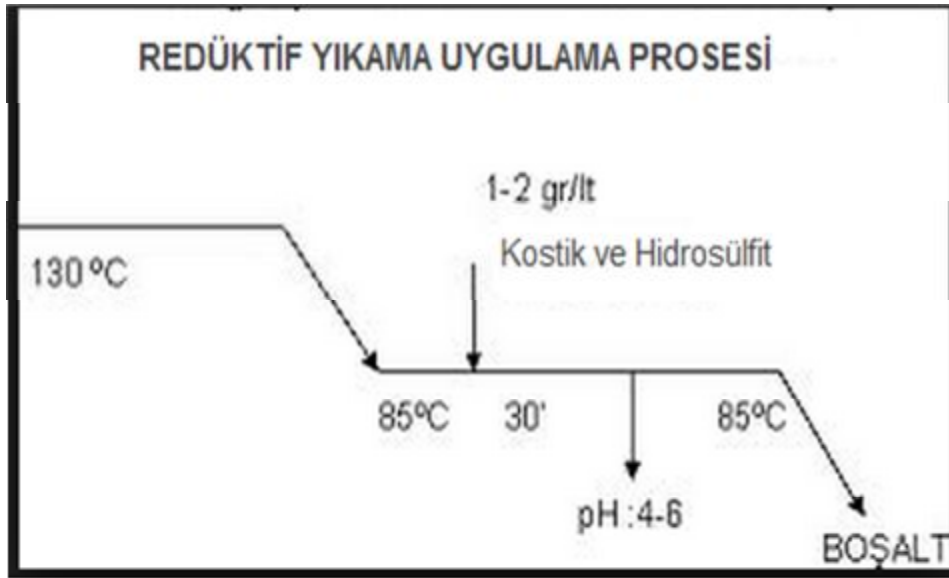 REDÜKTİF YIKAMA UYGULAMA PROSESİ
1-2 gr/lt
Kostik ve Hidrosülfit
130 ºC
85ºC 30' 85ºC
pH :4-6
BOŞALT